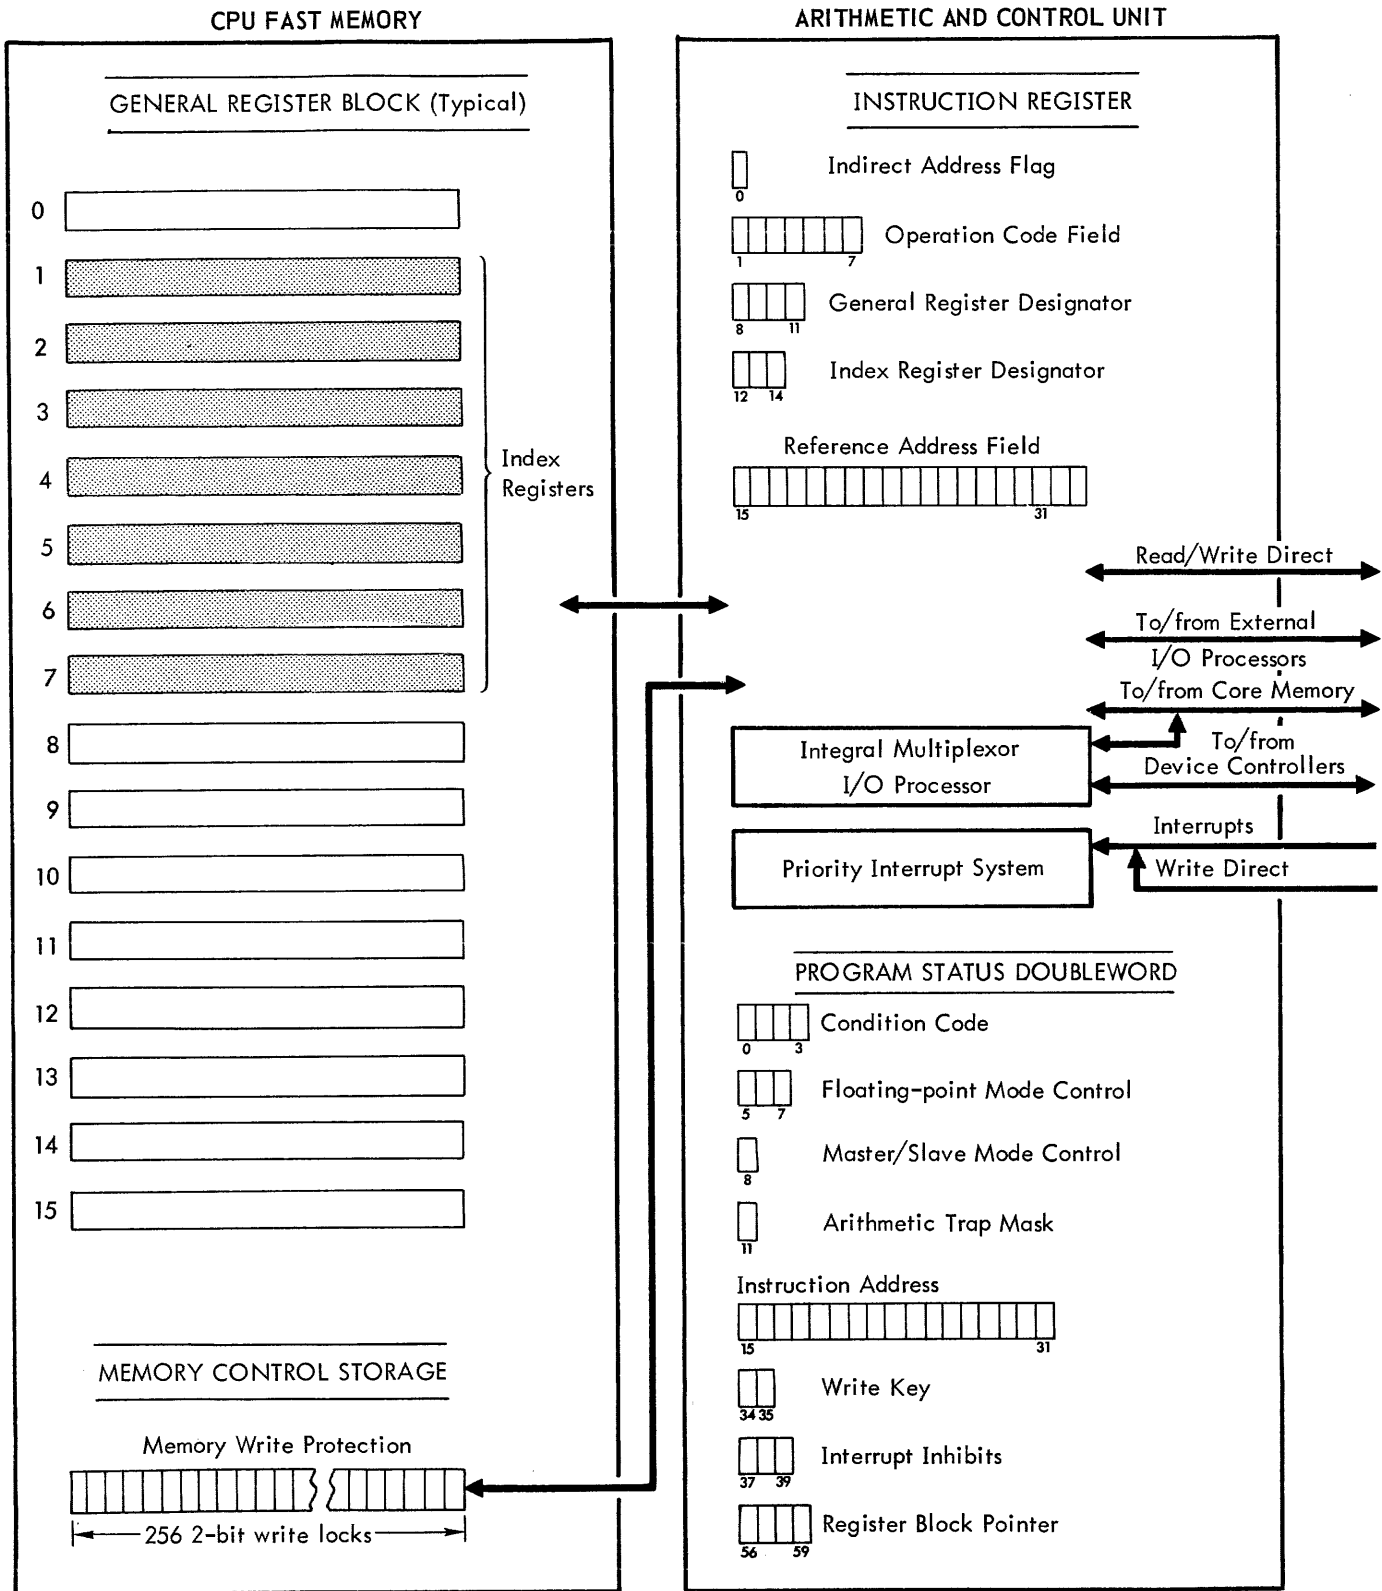 CPU FAST MEMORY
GENERAL REGISTER BLOCK (Typical)
0
1
2
3
4
5
6
7
Index
Registers
8
9
10
11
12
13
14
15
MEMORY CONTROL STORAGE
Memory Write Protection
256 2-bit write locks
ARITHMETIC AND CONTROL UNIT
INSTRUCTION REGISTER
Indirect Address Flag
0
Operation Code Field
1 7
General Register Designator
8 11
Index Register Designator
12 14
Reference Address Field
15 31
Read/Write Direct
To/from External
I/O Processors
To/from Core Memory
To/from
Device Controllers
Integral Multiplexor
I/O Processor
Interrupts
Write Direct
Priority Interrupt System
PROGRAM STATUS DOUBLEWORD
Condition Code
0 3
Floating-point Mode Control
5 7
Master/Slave Mode Control
8
Arithmetic Trap Mask
11
Instruction Address
15 31
Write Key
34 35
Interrupt Inhibits
37 39
Register Block Pointer
56 59